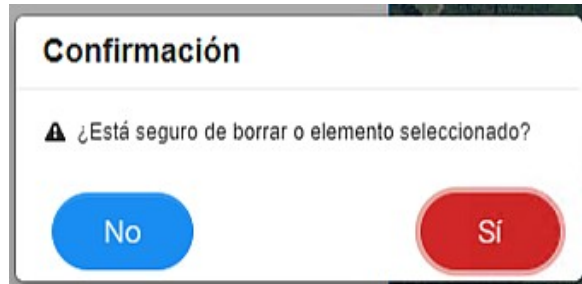 Confirmación
¿Está seguro de borrar o elemento seleccionado?
No Sí